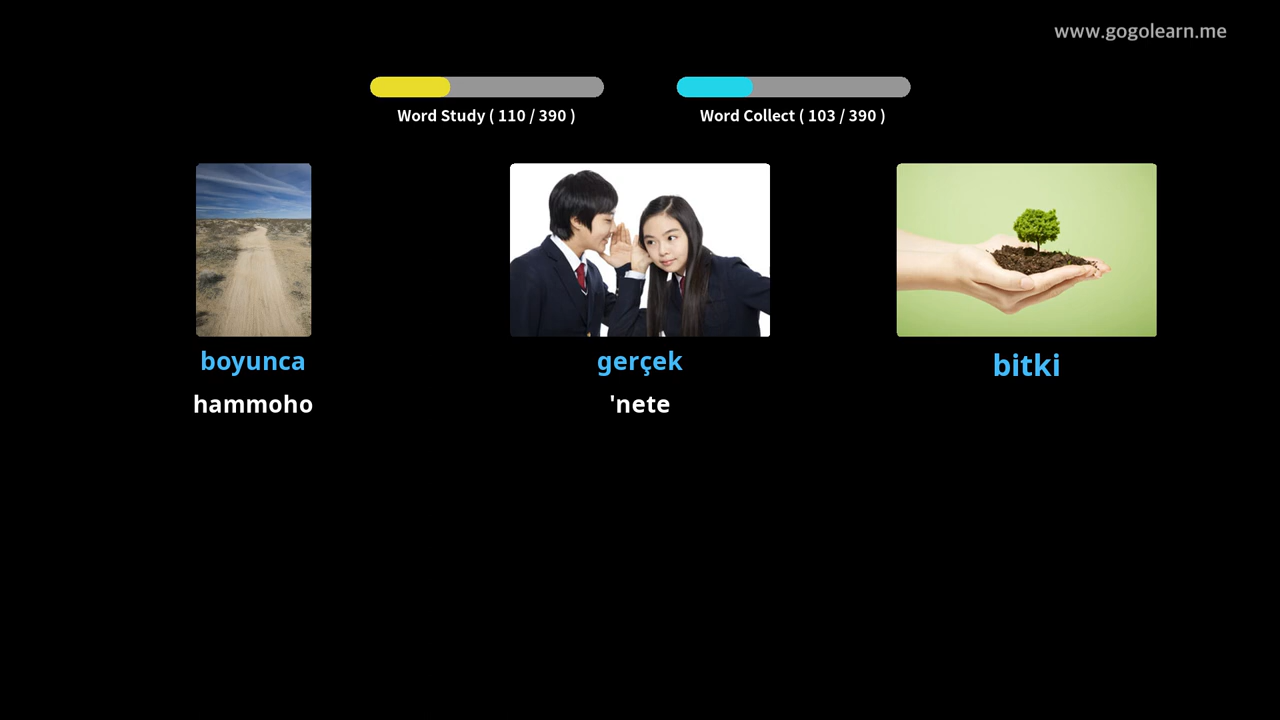 www.gogolearn.me
Word Study ( 110 / 390 )
Word Collect ( 103 / 390 )
boyunca
hammoho
gerçek
'nete
bitki